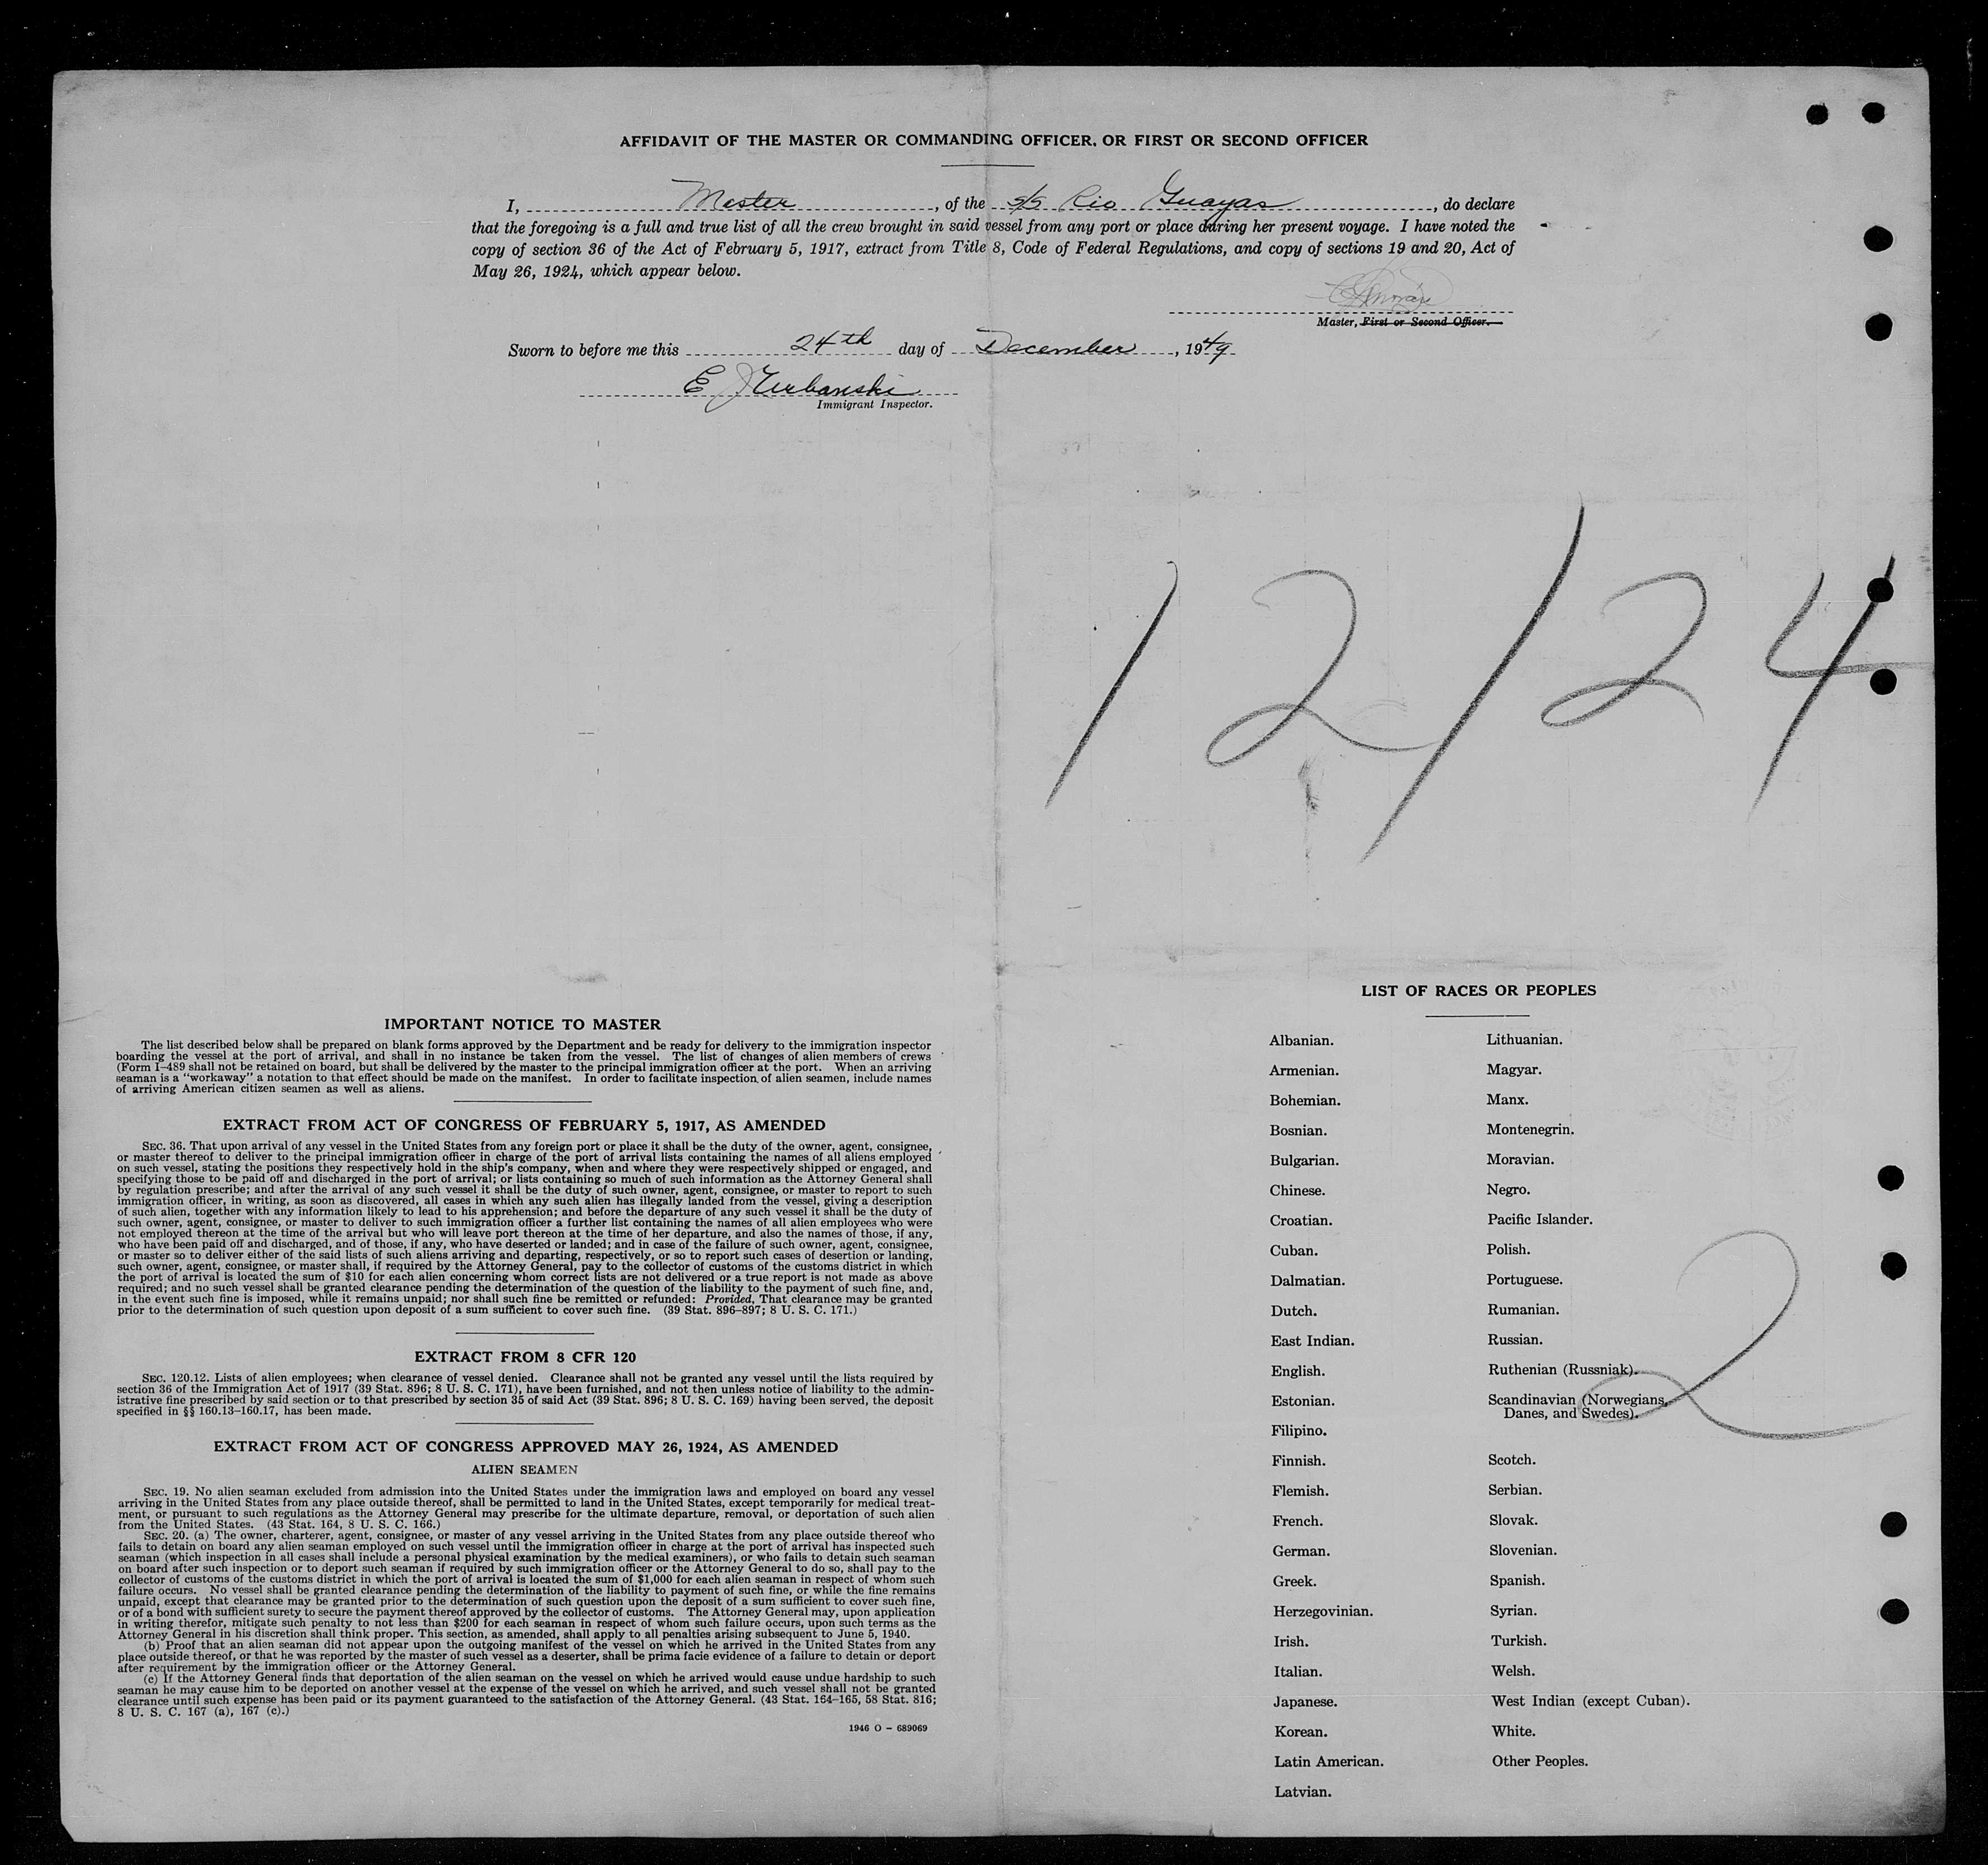 AFFIDAVIT OF THE MASTER OR COMMANDING OFFICER, OR FIRST OR SECOND OFFICER
I, Master, of the S/S Rio Guayas, do declare
that the foregoing is a full and true list of all the crew brought in said vessel from any port or place during her present voyage. I have noted the
copy of section 36 of the Act of February 5, 1917, extract from Title 8, Code of Federal Regulations, and copy of sections 19 and 20, Act of
May 26, 1924, which appear below.
Master, First or Second Officer.
Sworn to before me this 24th day of December, 1949
E J Urbanski
Immigrant Inspector.
12/24
IMPORTANT NOTICE TO MASTER
The list described below shall be prepared on blank forms approved by the Department and be ready for delivery to the immigration inspector
boarding the vessel at the port of arrival, and shall in no instance be taken from the vessel. The list of changes of alien members of crews
(Form I-489 shall not be retained on board, but shall be delivered by the master to the principal immigration officer at the port. When an arriving
seaman is a "workaway" a notation to that effect should be made on the manifest. In order to facilitate inspection of alien seamen, include names
of arriving American citizen seamen as well as aliens.
EXTRACT FROM ACT OF CONGRESS OF FEBRUARY 5, 1917, AS AMENDED
SEC. 36. That upon arrival of any vessel in the United States from any foreign port or place it shall be the duty of the owner, agent, consignee,
or master thereof to deliver to the principal immigration officer in charge of the port of arrival lists containing the names of all aliens employed
on such vessel, stating the positions they respectively hold in the ship's company, when and where they were respectively shipped or engaged, and
specifying those to be paid off and discharged in the port of arrival; or lists containing so much of such information as the Attorney General shall
by regulation prescribe; and after the arrival of any such vessel it shall be the duty of such owner, agent, consignee, or master to report to such
immigration officer, in writing, as soon as discovered, all cases in which any such alien has illegally landed from the vessel, giving a description
of such alien, together with any information likely to lead to his apprehension; and before the departure of any such vessel it shall be the duty of
such owner, agent, consignee, or master to deliver to such immigration officer a further list containing the names of all alien employees who were
not employed thereon at the time of the arrival but who will leave port thereon at the time of her departure, and also the names of those, if any,
who have been paid off and discharged, and of those, if any, who have deserted or landed; and in case of the failure of such owner, agent, consignee,
or master so to deliver either of the said lists of such aliens arriving and departing, respectively, or so to report such cases of desertion or landing,
such owner, agent, consignee, or master shall, if required by the Attorney General, pay to the collector of customs of the customs district in which
the port of arrival is located the sum of $10 for each alien concerning whom correct lists are not delivered or a true report is not made as above
required; and no such vessel shall be granted clearance pending the determination of the question of the liability to the payment of such fine, and,
in the event such fine is imposed, while it remains unpaid; nor shall such fine be remitted or refunded: Provided, That clearance may be granted
prior to the determination of such question upon deposit of a sum sufficient to cover such fine. (39 Stat. 896–897; 8 U. S. C. 171.)
EXTRACT FROM 8 CFR 120
SEC. 120.12. Lists of alien employees; when clearance of vessel denied. Clearance shall not be granted any vessel until the lists required by
section 36 of the Immigration Act of 1917 (39 Stat. 896; 8 U. S. C. 171), have been furnished, and not then unless notice of liability to the admin-
istrative fine prescribed by said section or to that prescribed by section 35 of said Act (39 Stat. 896; 8 U. S. C. 169) having been served, the deposit
specified in §§ 160.13–160.17, has been made.
EXTRACT FROM ACT OF CONGRESS APPROVED MAY 26, 1924, AS AMENDED
ALIEN SEAMEN
SEC. 19. No alien seaman excluded from admission into the United States under the immigration laws and employed on board any vessel
arriving in the United States from any place outside thereof, shall be permitted to land in the United States, except temporarily for medical treat-
ment, or pursuant to such regulations as the Attorney General may prescribe for the ultimate departure, removal, or deportation of such alien
from the United States. (43 Stat. 164, 8 U. S. C. 166.)
SEC. 20. (a) The owner, charterer, agent, consignee, or master of any vessel arriving in the United States from any place outside thereof who
fails to detain on board any alien seaman employed on such vessel until the immigration officer in charge at the port of arrival has inspected such
seaman (which inspection in all cases shall include a personal physical examination by the medical examiners), or who fails to detain such seaman
on board after such inspection or to deport such seaman if required by such immigration officer or the Attorney General to do so, shall pay to the
collector of customs of the customs district in which the port of arrival is located the sum of $1,000 for each alien seaman in respect of whom such
failure occurs. No vessel shall be granted clearance pending the determination of the liability to payment of such fine, or while the fine remains
unpaid, except that clearance may be granted prior to the determination of such question upon the deposit of a sum sufficient to cover such fine,
or of a bond with sufficient surety to secure the payment thereof approved by the collector of customs. The Attorney General may, upon application
in writing therefor, mitigate such penalty to not less than $200 for each seaman in respect of whom such failure occurs, upon such terms as the
Attorney General in his discretion shall think proper. This section, as amended, shall apply to all penalties arising subsequent to June 5, 1940.
(b) Proof that an alien seaman did not appear upon the outgoing manifest of the vessel on which he arrived in the United States from any
place outside thereof, or that he was reported by the master of such vessel as a deserter, shall be prima facie evidence of a failure to detain or deport
after requirement by the immigration officer or the Attorney General.
(c) If the Attorney General finds that deportation of the alien seaman on the vessel on which he arrived would cause undue hardship to such
seaman he may cause him to be deported on another vessel at the expense of the vessel on which he arrived, and such vessel shall not be granted
clearance until such expense has been paid or its payment guaranteed to the satisfaction of the Attorney General. (43 Stat. 164–165, 58 Stat. 816;
8 U. S. C. 167 (a), 167 (c).)
1946 O – 689069
LIST OF RACES OR PEOPLES
Albanian.
Armenian.
Bohemian.
Bosnian.
Bulgarian.
Chinese.
Croatian.
Cuban.
Dalmatian.
Dutch.
East Indian.
English.
Estonian.
Filipino.
Finnish.
Flemish.
French.
German.
Greek.
Herzegovinian.
Irish.
Italian.
Japanese.
Korean.
Latin American.
Latvian.
Lithuanian.
Magyar.
Manx.
Montenegrin.
Moravian.
Negro.
Pacific Islander.
Polish.
Portuguese.
Rumanian.
Russian.
Ruthenian (Russniak).
Scandinavian (Norwegians,
Danes, and Swedes).
Scotch.
Serbian.
Slovak.
Slovenian.
Spanish.
Syrian.
Turkish.
Welsh.
West Indian (except Cuban).
White.
Other Peoples.
2